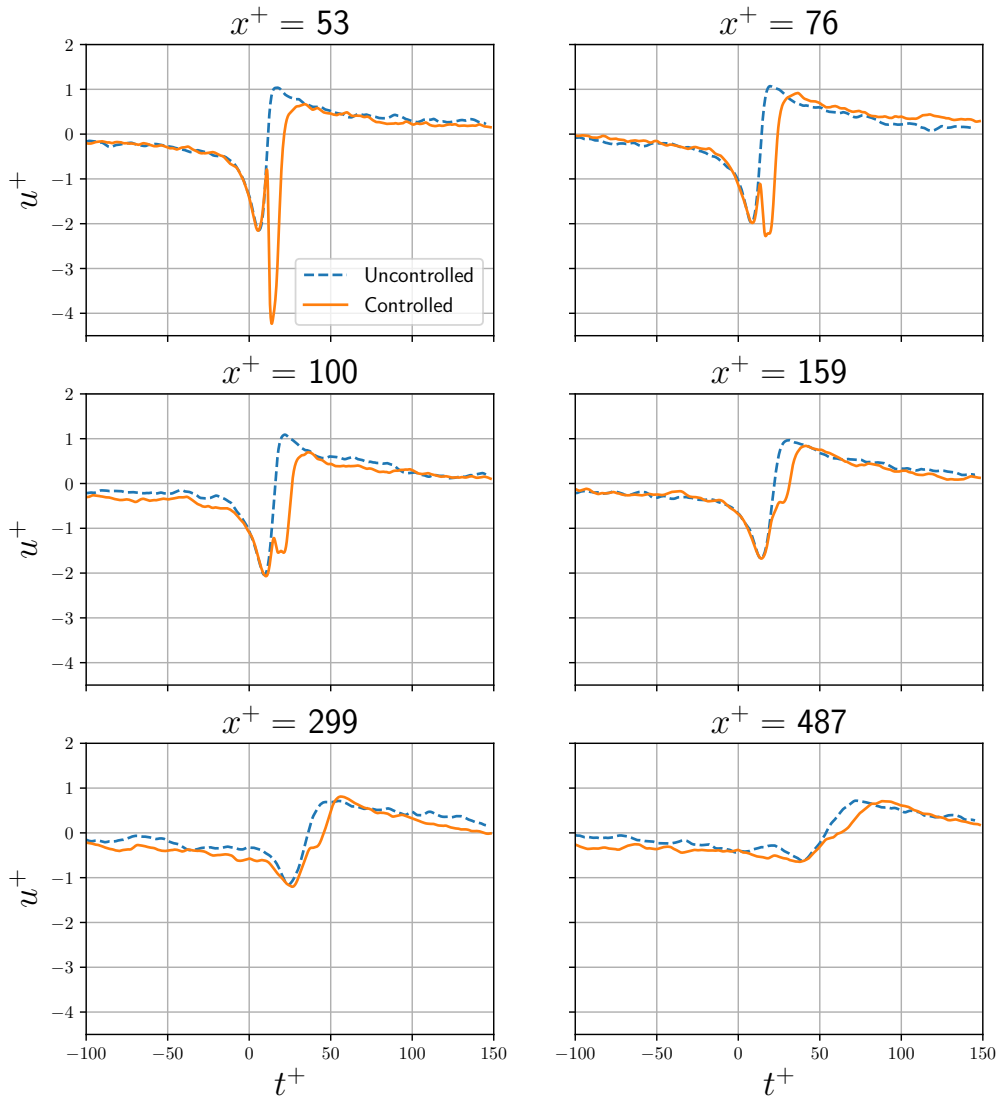 x⁺ = 53
x⁺ = 76
2
1
0
−1
−2
−3
−4
u⁺
u⁺
Uncontrolled
Controlled
x⁺ = 100
x⁺ = 159
2
1
0
−1
−2
−3
−4
u⁺
u⁺
x⁺ = 299
x⁺ = 487
2
1
0
−1
−2
−3
−4
u⁺
u⁺
−100 −50 0 50 100 150
−100 −50 0 50 100 150
t⁺
t⁺